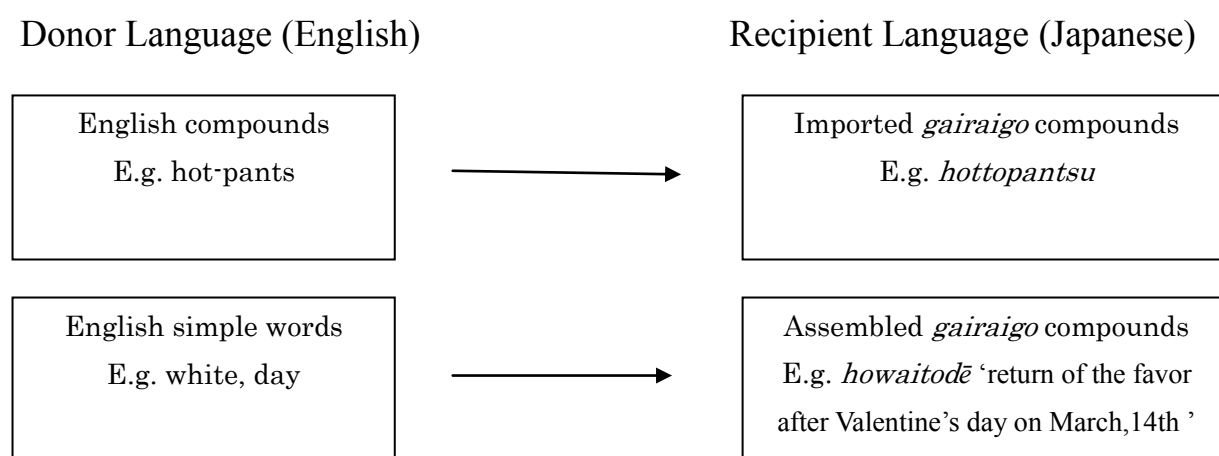 Donor Language (English)
Recipient Language (Japanese)
English compounds
E.g. hot-pants
Imported gairaigo compounds
E.g. hottopantsu
English simple words
E.g. white, day
Assembled gairaigo compounds
E.g. howaitodē ‘return of the favor
after Valentine’s day on March,14th ’